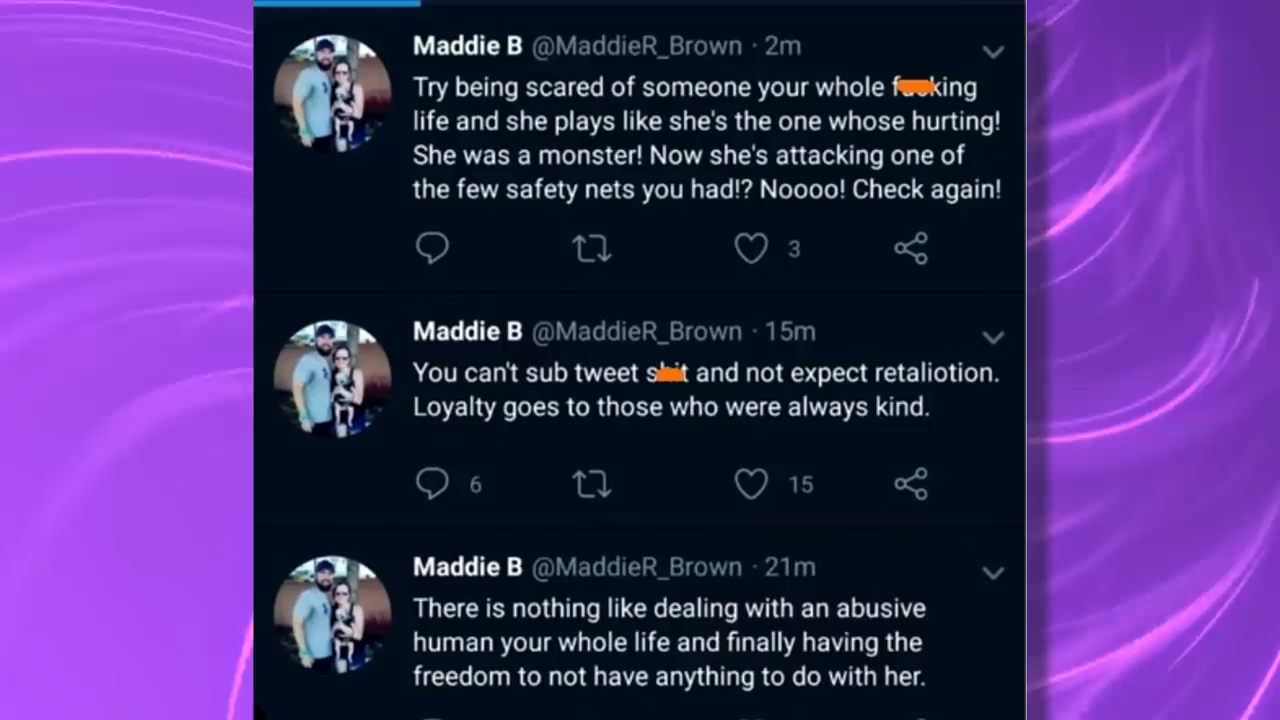 Maddie B @MaddieR_Brown · 2m
Try being scared of someone your whole fucking
life and she plays like she's the one whose hurting!
She was a monster! Now she's attacking one of
the few safety nets you had!? Noooo! Check again!
3
Maddie B @MaddieR_Brown · 15m
You can't sub tweet shit and not expect retaliotion.
Loyalty goes to those who were always kind.
6 15
Maddie B @MaddieR_Brown · 21m
There is nothing like dealing with an abusive
human your whole life and finally having the
freedom to not have anything to do with her.